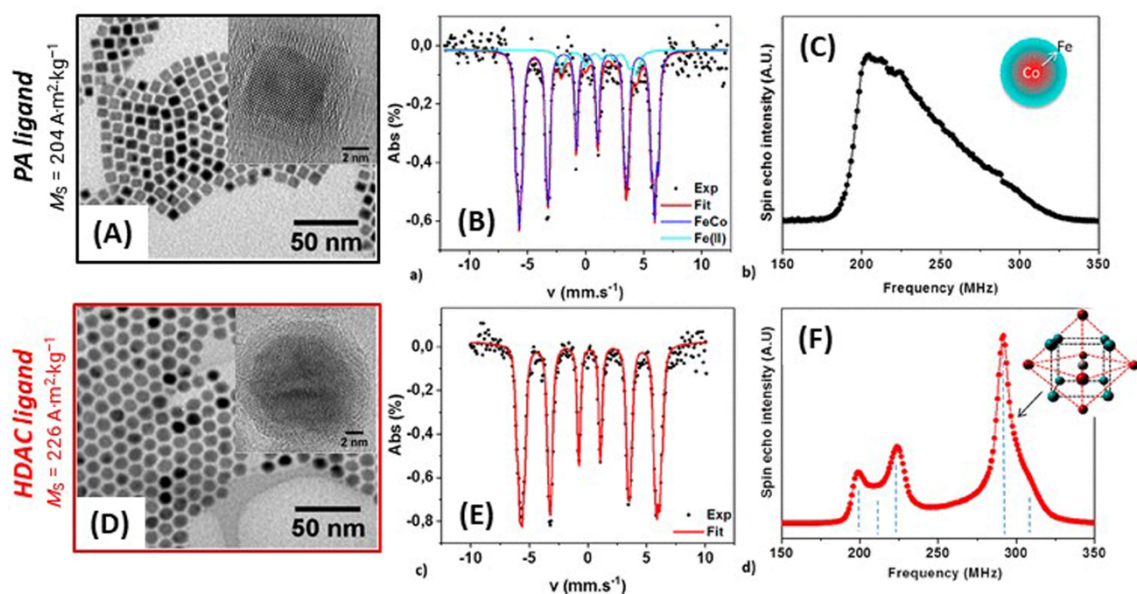 PA ligand
M_S = 204 A·m²·kg⁻¹
(A)
2 nm
50 nm
Abs (%)
0,0
-0,2
-0,4
-0,6
(B)
Exp
Fit
FeCo
Fe(II)
-10 -5 0 5 10
a)
v (mm.s⁻¹)
Spin echo intensity (A.U.)
(C)
Co
Fe
150 200 250 300 350
b)
Frequency (MHz)
HDAC ligand
M_S = 226 A·m²·kg⁻¹
(D)
2 nm
50 nm
Abs (%)
0,0
-0,2
-0,4
-0,6
-0,8
(E)
Exp
Fit
-10 -5 0 5 10
c)
v (mm.s⁻¹)
Spin echo intensity (A.U)
(F)
150 200 250 300 350
d)
Frequency (MHz)